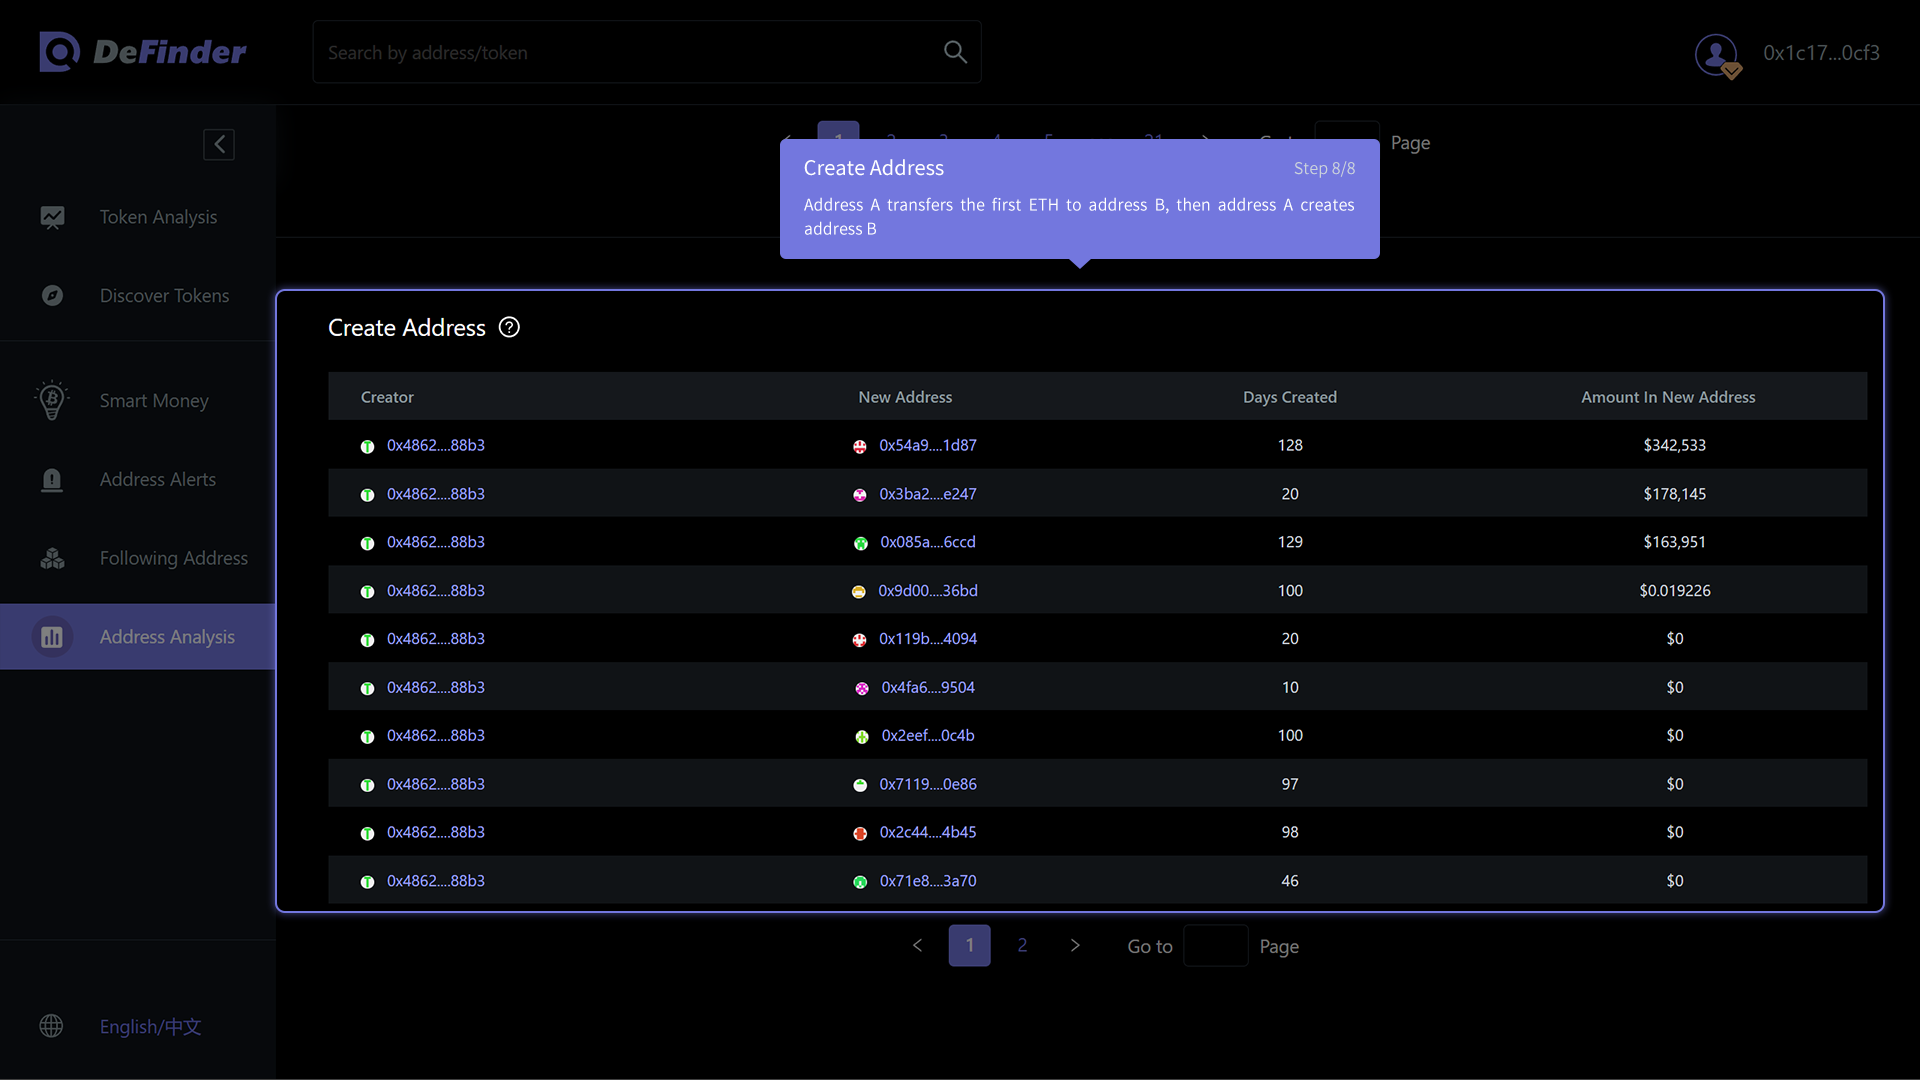 DeFinder
Search by address/token
0x1c17...0cf3
1 2 3 4 5 21 Page
Create Address Step 8/8
Address A transfers the first ETH to address B, then address A creates
address B
Token Analysis
Discover Tokens
Smart Money
Address Alerts
Following Address
Address Analysis
English/中文
Create Address
Creator New Address Days Created Amount In New Address
0x4862....88b3 0x54a9....1d87 128 $342,533
0x4862....88b3 0x3ba2....e247 20 $178,145
0x4862....88b3 0x085a....6ccd 129 $163,951
0x4862....88b3 0x9d00....36bd 100 $0.019226
0x4862....88b3 0x119b....4094 20 $0
0x4862....88b3 0x4fa6....9504 10 $0
0x4862....88b3 0x2eef....0c4b 100 $0
0x4862....88b3 0x7119....0e86 97 $0
0x4862....88b3 0x2c44....4b45 98 $0
0x4862....88b3 0x71e8....3a70 46 $0
< 1 2 > Go to Page